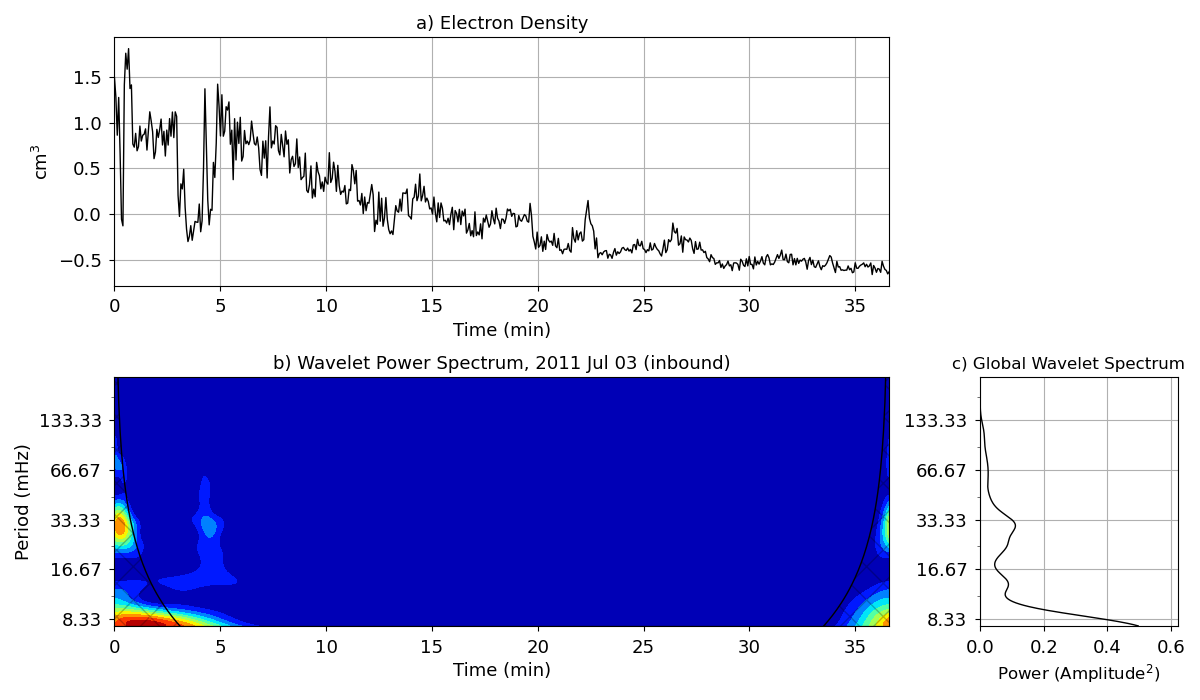 a) Electron Density
cm³
1.5
1.0
0.5
0.0
−0.5
0 5 10 15 20 25 30 35
Time (min)
b) Wavelet Power Spectrum, 2011 Jul 03 (inbound)
Period (mHz)
133.33
66.67
33.33
16.67
8.33
0 5 10 15 20 25 30 35
Time (min)
c) Global Wavelet Spectrum
133.33
66.67
33.33
16.67
8.33
0.0 0.2 0.4 0.6
Power (Amplitude²)